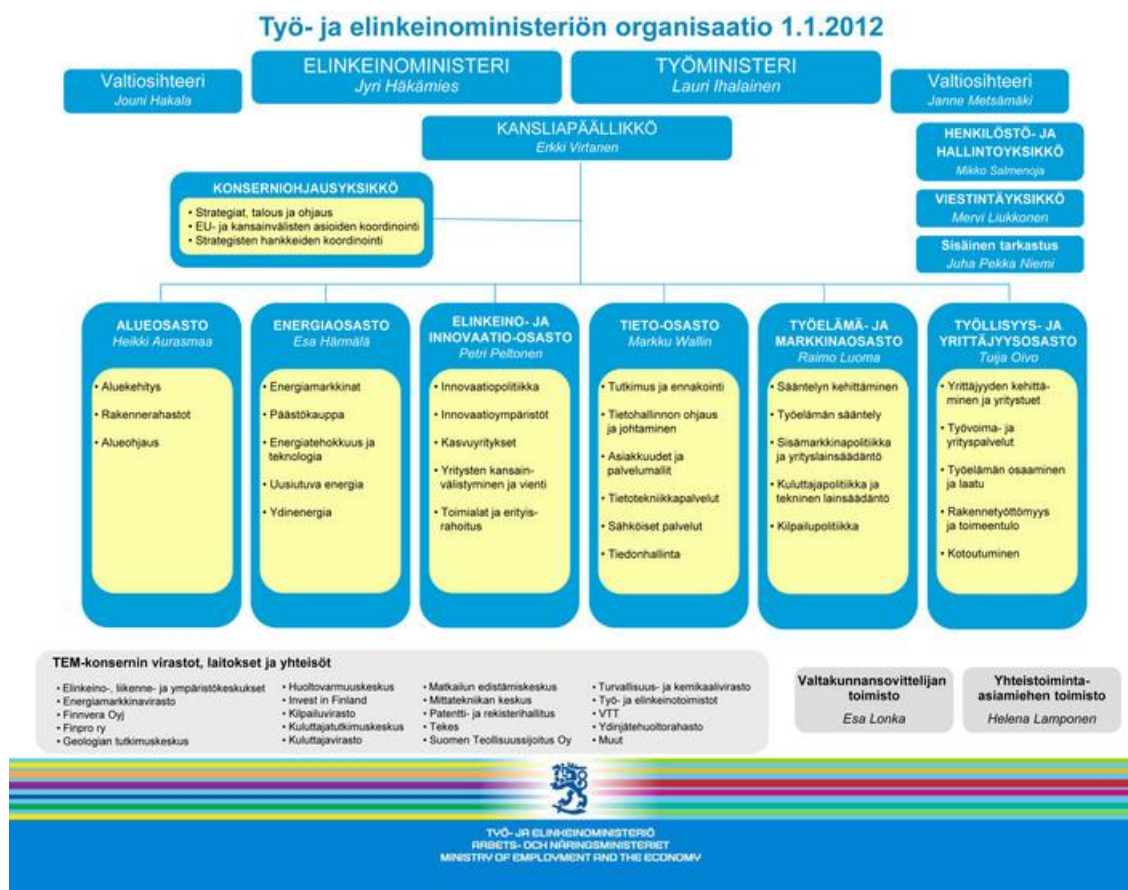 Työ- ja elinkeinoministeriön organisaatio 1.1.2012
Valtiosihteeri
Jouni Hakala
ELINKEINOMINISTERI
Jyri Häkämies
TYÖMINISTERI
Lauri Ihalainen
Valtiosihteeri
Janne Metsämäki
KANSLIAPÄÄLLIKKÖ
Erkki Virtanen
HENKILÖSTÖ- JA
HALLINTOYKSIKKÖ
Mikko Salmenoja
VIESTINTÄYKSIKKÖ
Mervi Liukkonen
Sisäinen tarkastus
Juha Pekka Niemi
KONSERNIOHJAUSYKSIKKÖ
• Strategiat, talous ja ohjaus
• EU- ja kansainvälisten asioiden koordinointi
• Strategisten hankkeiden koordinointi
ALUEOSASTO
Heikki Aurasmaa
• Aluekehitys
• Rakennerahastot
• Alueohjaus
ENERGIAOSASTO
Esa Härmälä
• Energiamarkkinat
• Päästökauppa
• Energiatehokkuus ja
teknologia
• Uusiutuva energia
• Ydinenergia
ELINKEINO- JA
INNOVAATIO-OSASTO
Petri Peltonen
• Innovaatiopolitiikka
• Innovaatioympäristöt
• Kasvuyritykset
• Yritysten kansain-
välistyminen ja vienti
• Toimialat ja erityis-
rahoitus
TIETO-OSASTO
Markku Wallin
• Tutkimus ja ennakointi
• Tietohallinnon ohjaus
ja johtaminen
• Asiakkuudet ja
palvelumallit
• Tietotekniikkapalvelut
• Sähköiset palvelut
• Tiedonhallinta
TYÖELÄMÄ- JA
MARKKINAOSASTO
Raimo Luoma
• Sääntelyn kehittäminen
• Työelämän sääntely
• Sisämarkkinapolitiikka
ja yrityslainsäädäntö
• Kuluttajapolitiikka ja
tekninen lainsäädäntö
• Kilpailupolitiikka
TYÖLLISYYS- JA
YRITTÄJYYSOSASTO
Tuija Oivo
• Yrittäjyyden kehittä-
minen ja yritystuet
• Työvoima- ja
yrityspalvelut
• Työelämän osaaminen
ja laatu
• Rakennetyöttömyys
ja toimeentulo
• Kotoutuminen
TEM-konsernin virastot, laitokset ja yhteisöt
• Elinkeino-, liikenne- ja ympäristökeskukset
• Energiamarkkinavirasto
• Finnvera Oyj
• Finpro ry
• Geologian tutkimuskeskus
• Huoltovarmuuskeskus
• Invest in Finland
• Kilpailuvirasto
• Kuluttajatutkimuskeskus
• Kuluttajavirasto
• Matkailun edistämiskeskus
• Mittatekniikan keskus
• Patentti- ja rekisterihallitus
• Tekes
• Suomen Teollisuussijoitus Oy
• Turvallisuus- ja kemikaalivirasto
• Työ- ja elinkeinotoimistot
• VTT
• Ydinjätehuoltorahasto
• Muut
Valtakunnansovittelijan
toimisto
Esa Lonka
Yhteistoiminta-
asiamiehen toimisto
Helena Lamponen
TYÖ- JA ELINKEINOMINISTERIÖ
ARBETS- OCH NÄRINGSMINISTERIET
MINISTRY OF EMPLOYMENT AND THE ECONOMY